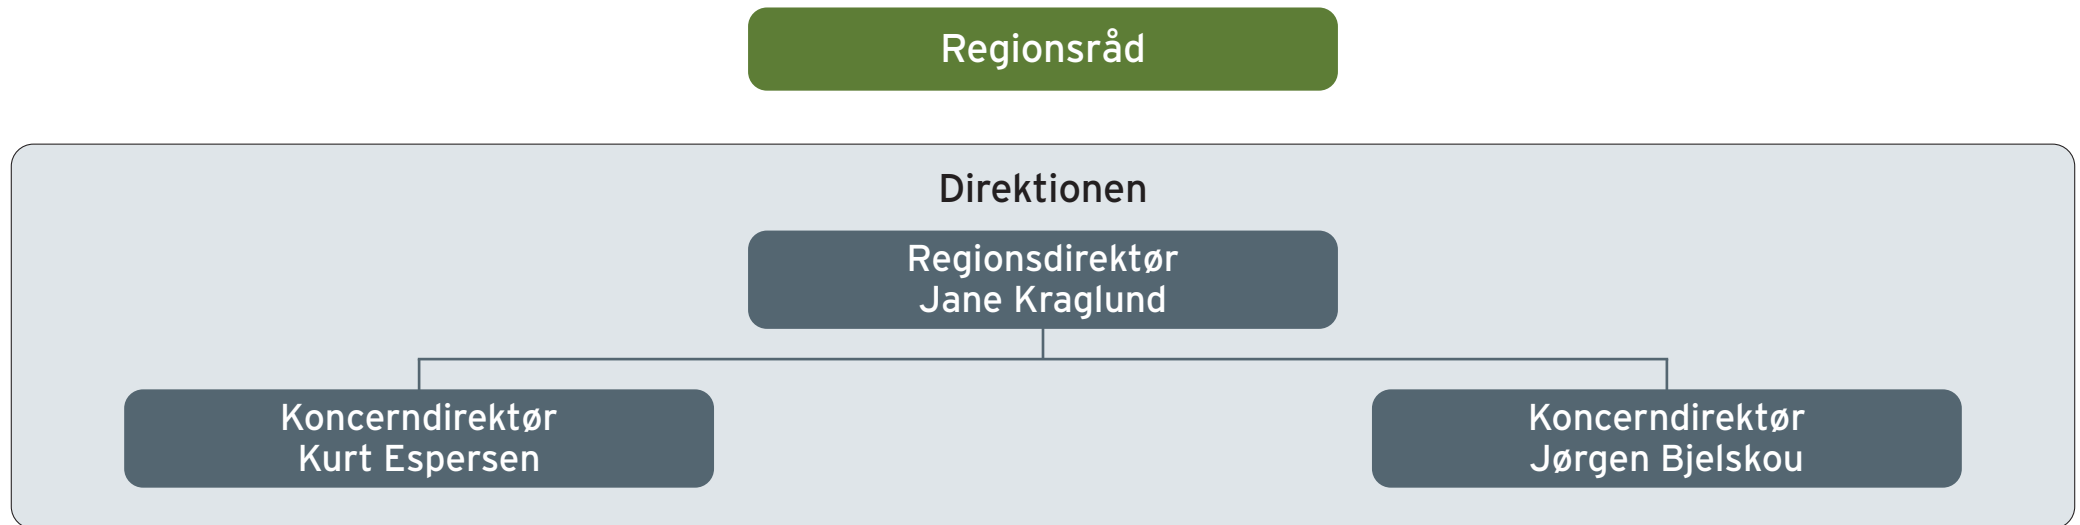 Regionsråd
Direktionen
Regionsdirektør
Jane Kraglund
Koncerndirektør
Kurt Espersen
Koncerndirektør
Jørgen Bjelskou